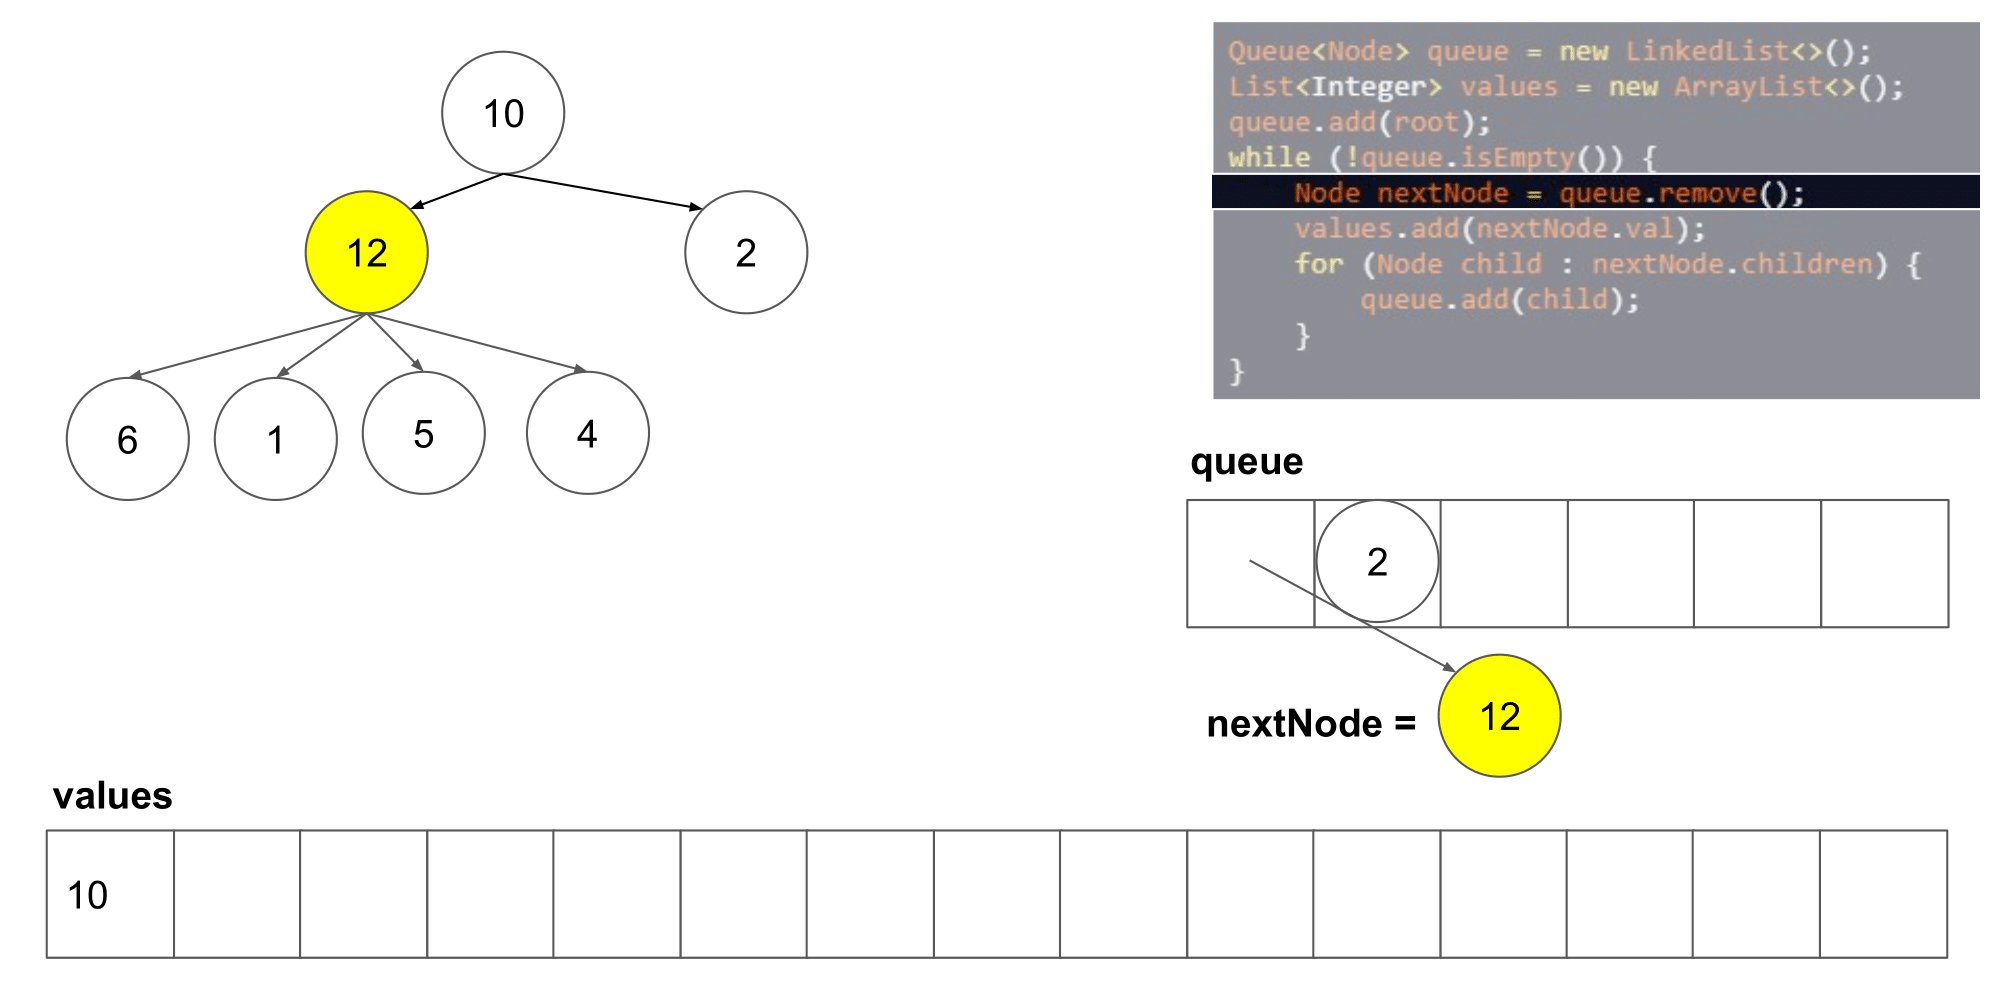 10
12
2
6
1
5
4
Queue<Node> queue = new LinkedList<>();
List<Integer> values = new ArrayList<>();
queue.add(root);
while (!queue.isEmpty()) {
    Node nextNode = queue.remove();
    values.add(nextNode.val);
    for (Node child : nextNode.children) {
        queue.add(child);
    }
}
queue
2
nextNode =
12
values
10